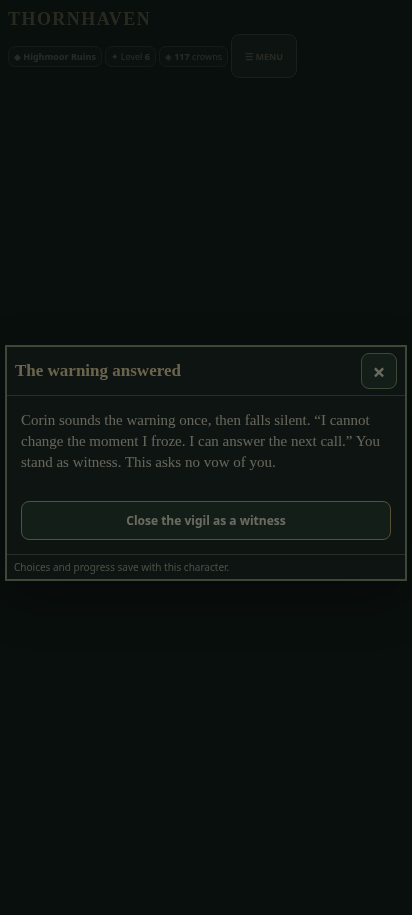 THORNHAVEN
◆ Highmoor Ruins ✦ Level 6 ◉ 117 crowns ☰ MENU
The warning answered ×
Corin sounds the warning once, then falls silent. “I cannot
change the moment I froze. I can answer the next call.” You
stand as witness. This asks no vow of you.
Close the vigil as a witness
Choices and progress save with this character.